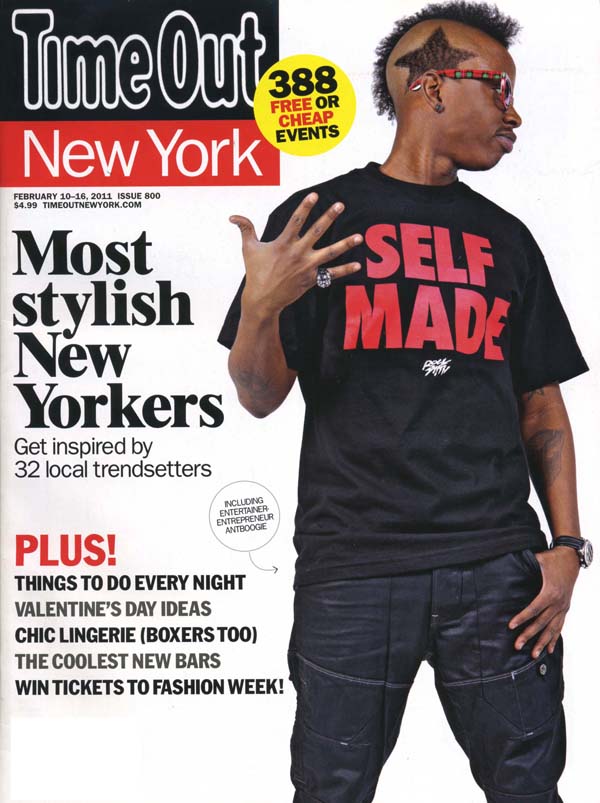 Time Out
New York
388
FREE OR
CHEAP
EVENTS
FEBRUARY 10–16, 2011 ISSUE 800
$4.99 TIMEOUTNEWYORK.COM
Most
stylish
New
Yorkers
Get inspired by
32 local trendsetters
INCLUDING
ENTERTAINER-
ENTREPRENEUR
ANTBOOGIE
SELF
MADE
PLUS!
THINGS TO DO EVERY NIGHT
VALENTINE'S DAY IDEAS
CHIC LINGERIE (BOXERS TOO)
THE COOLEST NEW BARS
WIN TICKETS TO FASHION WEEK!